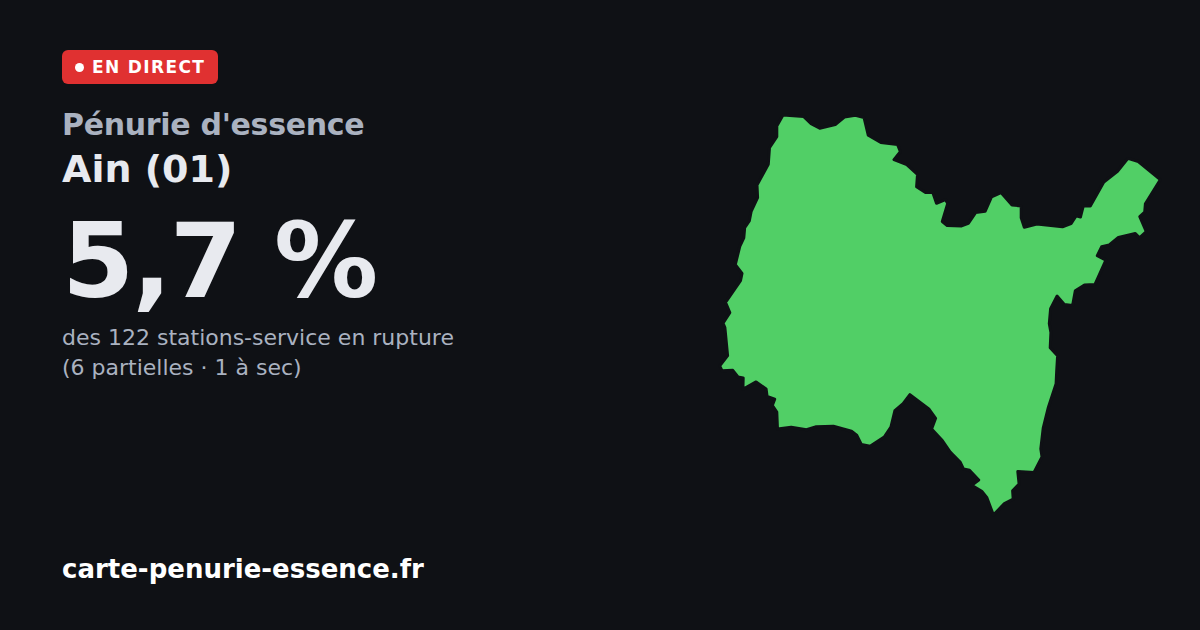 EN DIRECT
Pénurie d'essence
Ain (01)
5,7 %
des 122 stations-service en rupture
(6 partielles · 1 à sec)
carte-penurie-essence.fr